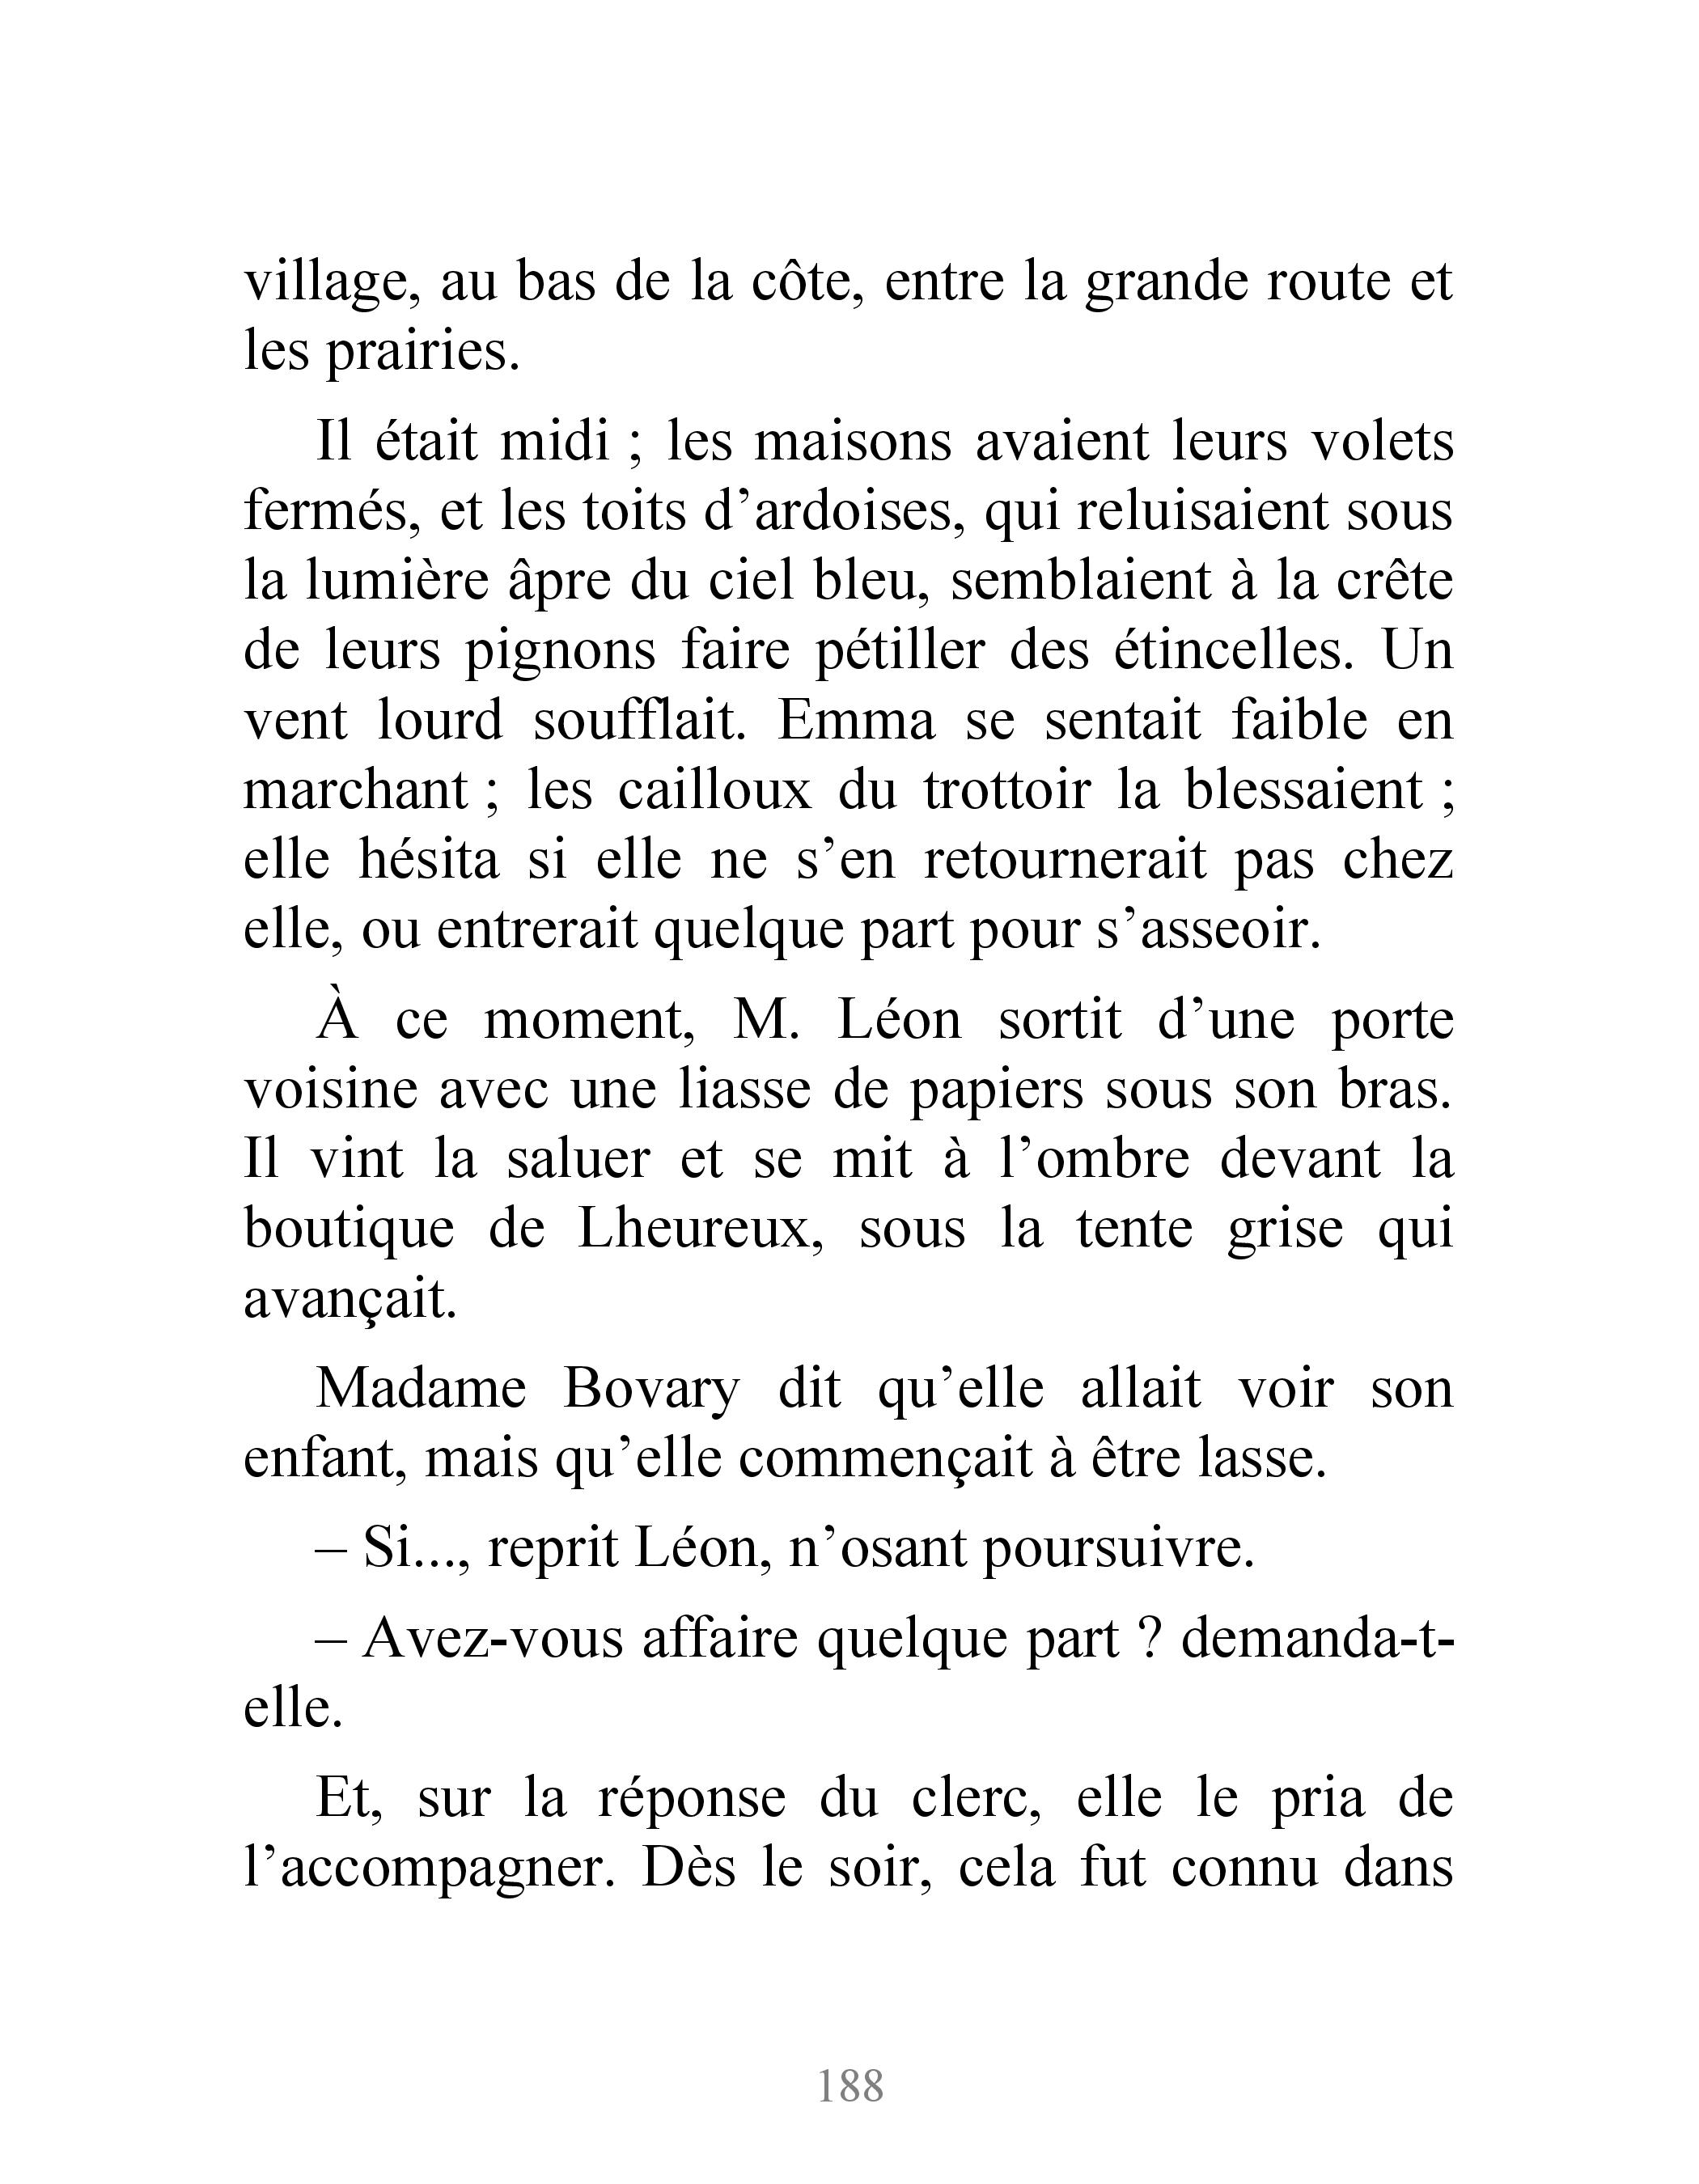 village, au bas de la côte, entre la grande route et
les prairies.
Il était midi ; les maisons avaient leurs volets
fermés, et les toits d’ardoises, qui reluisaient sous
la lumière âpre du ciel bleu, semblaient à la crête
de leurs pignons faire pétiller des étincelles. Un
vent lourd soufflait. Emma se sentait faible en
marchant ; les cailloux du trottoir la blessaient ;
elle hésita si elle ne s’en retournerait pas chez
elle, ou entrerait quelque part pour s’asseoir.
À ce moment, M. Léon sortit d’une porte
voisine avec une liasse de papiers sous son bras.
Il vint la saluer et se mit à l’ombre devant la
boutique de Lheureux, sous la tente grise qui
avançait.
Madame Bovary dit qu’elle allait voir son
enfant, mais qu’elle commençait à être lasse.
– Si..., reprit Léon, n’osant poursuivre.
– Avez-vous affaire quelque part ? demanda-t-
elle.
Et, sur la réponse du clerc, elle le pria de
l’accompagner. Dès le soir, cela fut connu dans
188